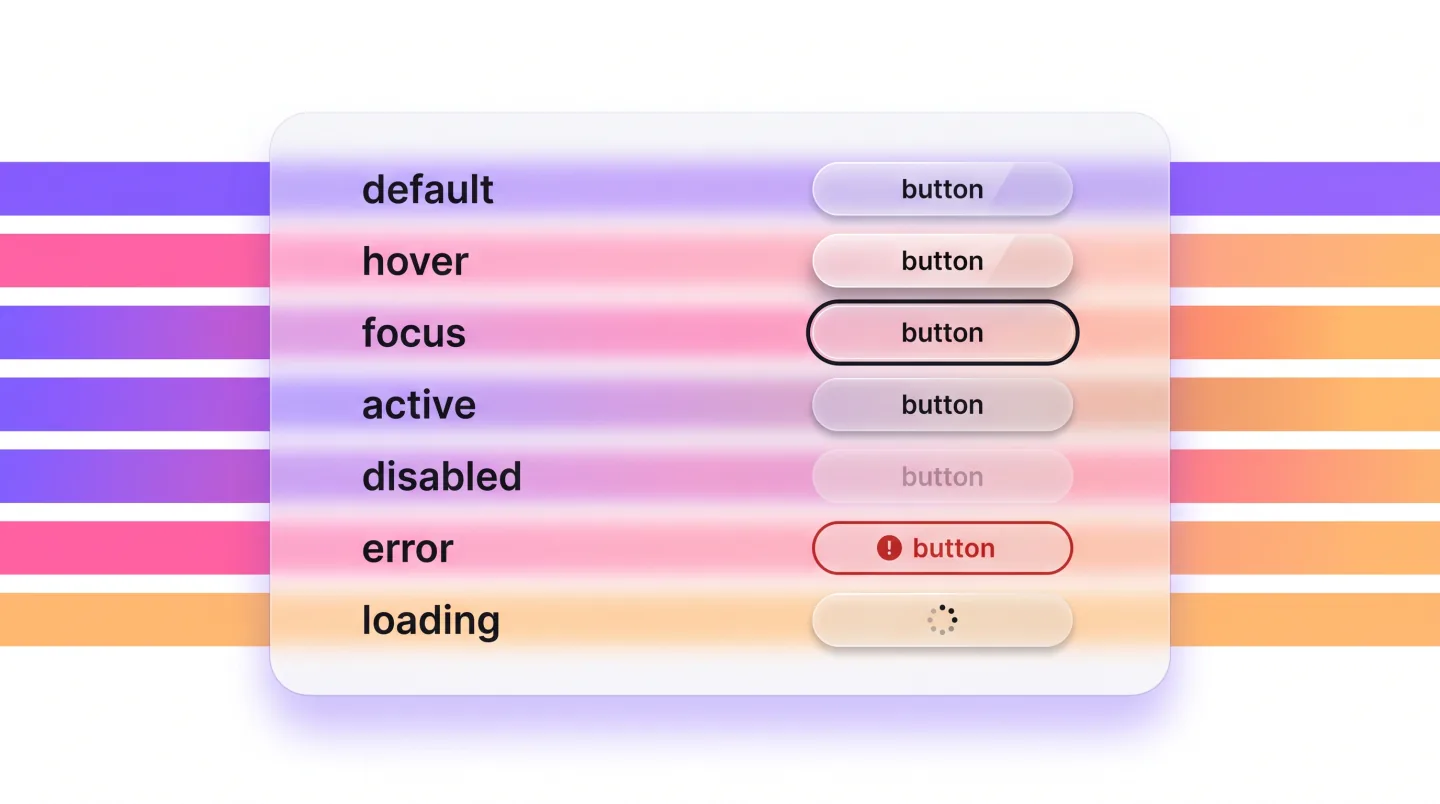 default button
hover button
focus button
active button
disabled button
error ! button
loading